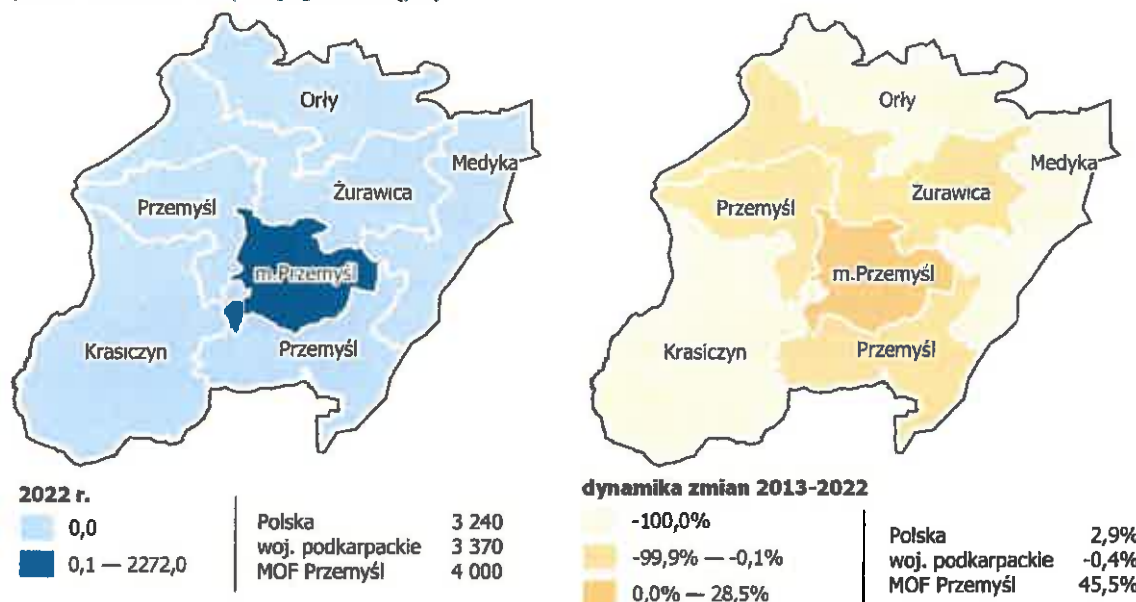 Orły
Medyka
Żurawica
Przemyśl
m.Przemyśl
Krasiczyn
Przemyśl
2022 r.
0,0
0,1 — 2272,0
Polska 3 240
woj. podkarpackie 3 370
MOF Przemyśl 4 000
Orły
Medyka
Żurawica
Przemyśl
m.Przemyśl
Krasiczyn
Przemyśl
dynamika zmian 2013-2022
-100,0%
-99,9% — -0,1%
0,0% — 28,5%
Polska 2,9%
woj. podkarpackie -0,4%
MOF Przemyśl 45,5%